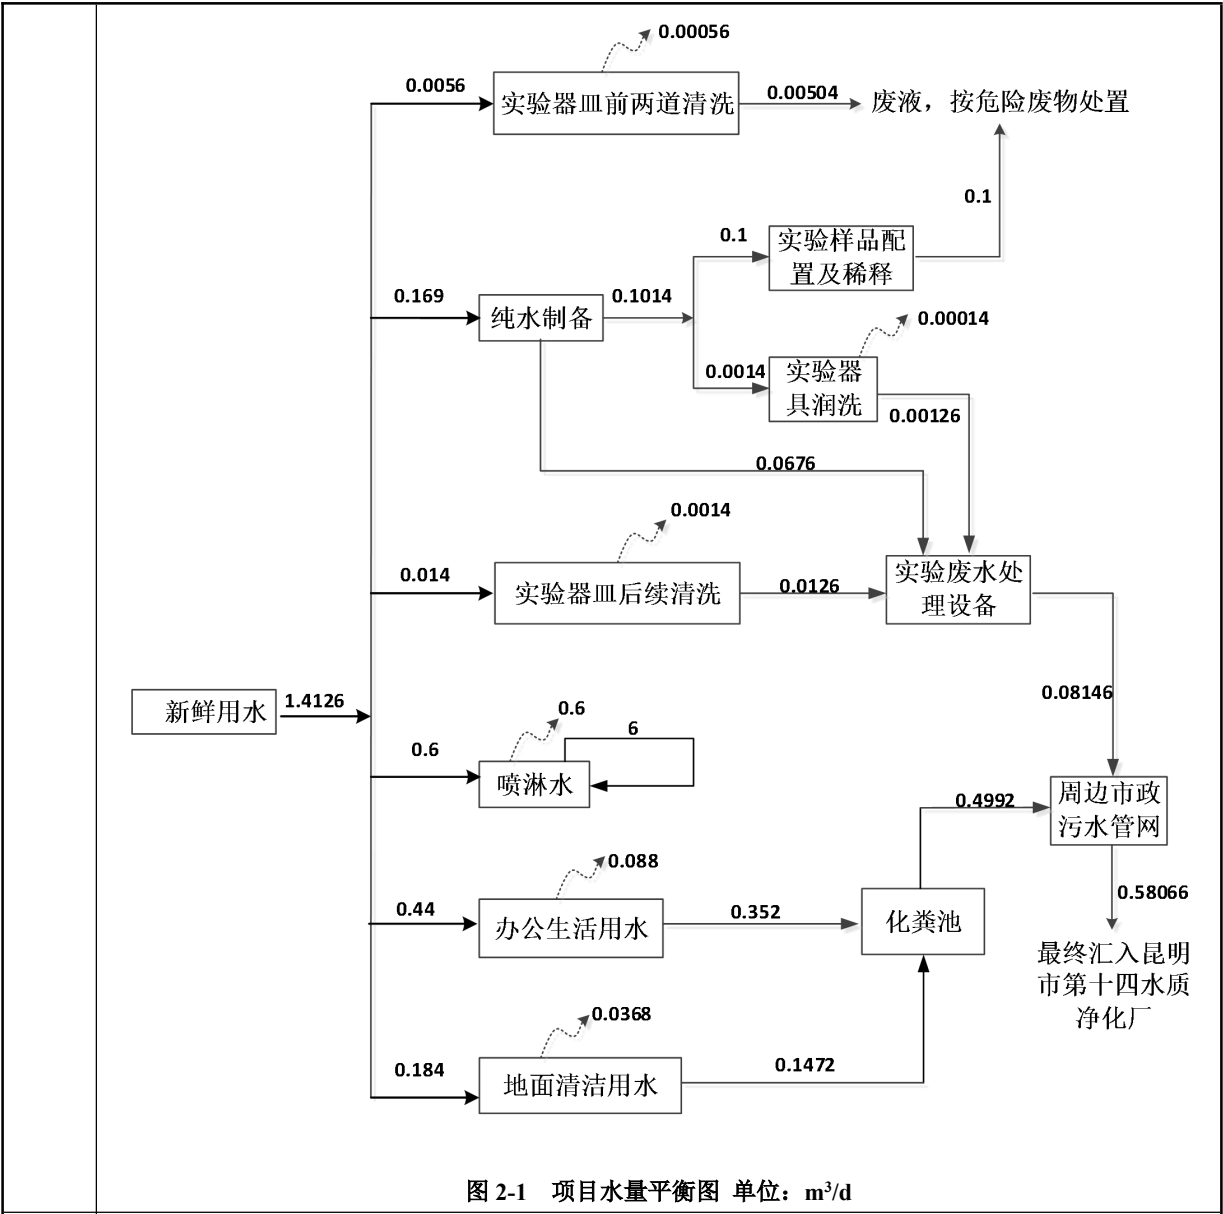 0.00056
0.0056
实验器皿前两道清洗
0.00504
废液，按危险废物处置
0.1
0.1
实验样品配
置及稀释
0.169
纯水制备
0.1014
0.00014
0.0014
实验器
具润洗
0.00126
0.0676
0.0014
0.014
实验器皿后续清洗
0.0126
实验废水处
理设备
新鲜用水
1.4126
0.08146
0.6
0.6
6
喷淋水
周边市政
污水管网
0.4992
0.58066
0.088
0.44
办公生活用水
0.352
化粪池
最终汇入昆明
市第十四水质
净化厂
0.0368
0.184
地面清洁用水
0.1472
图 2-1 项目水量平衡图 单位：m³/d